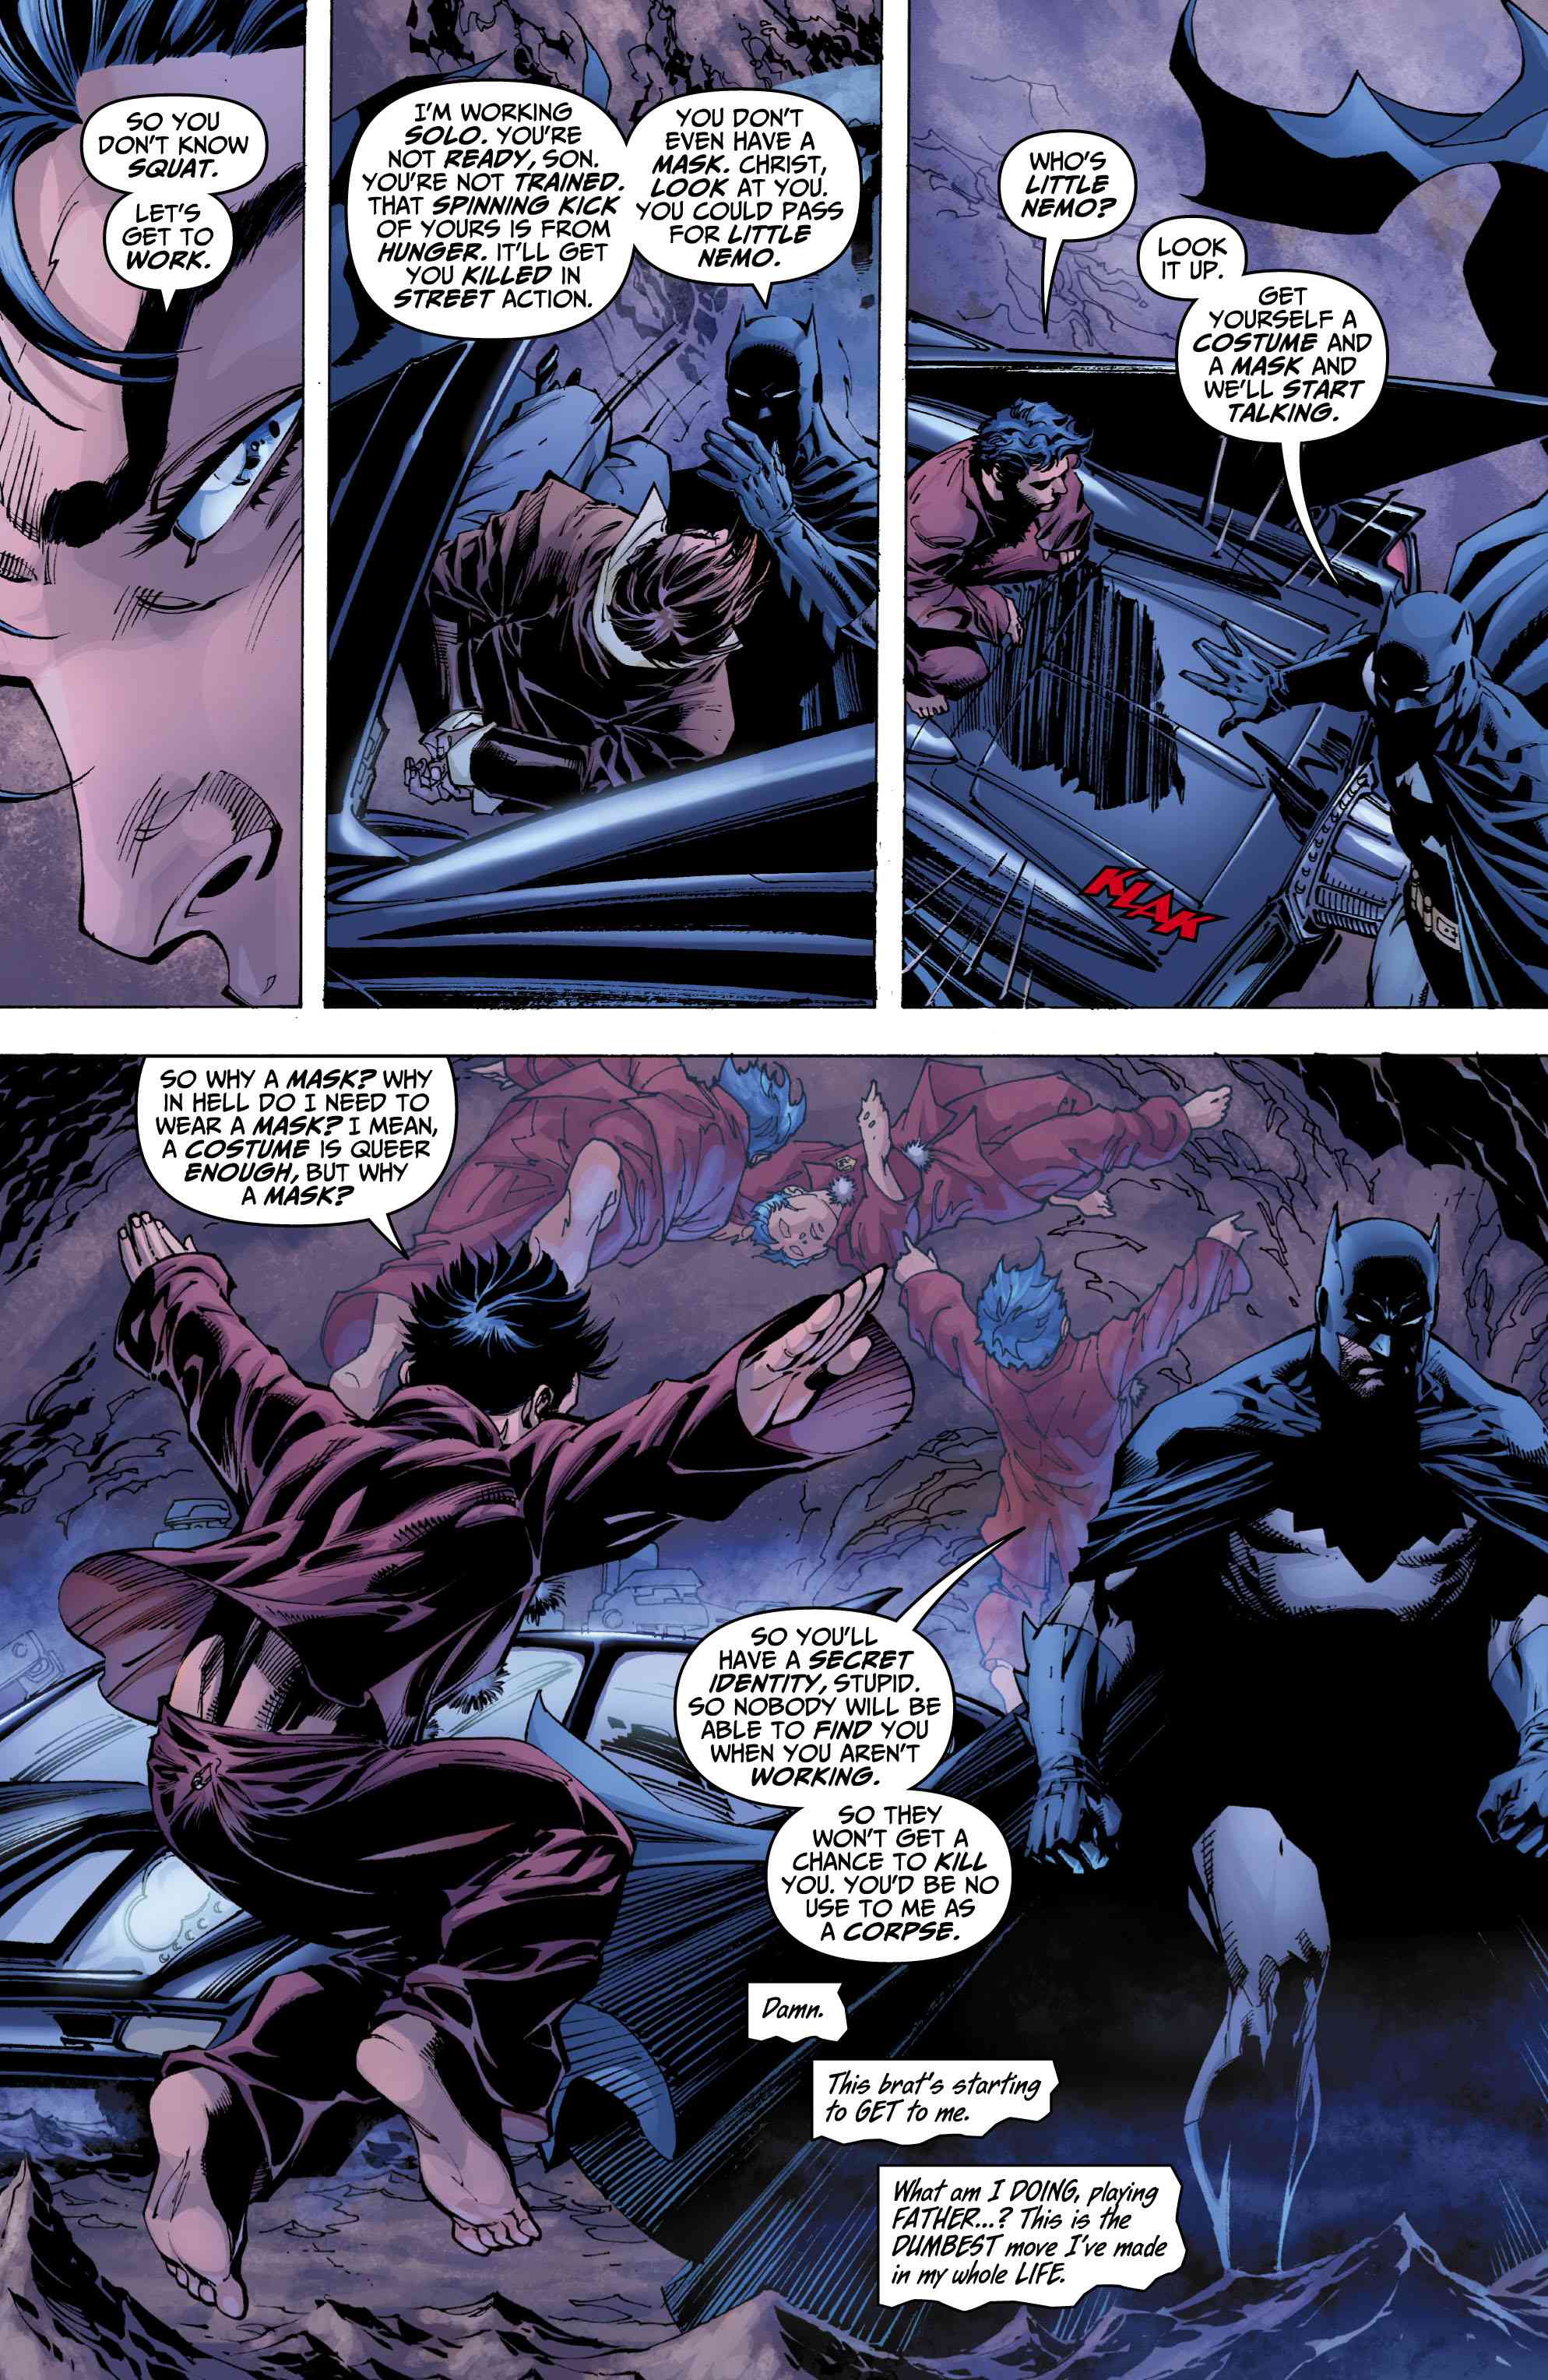 SO YOU
DON'T KNOW
SQUAT.
LET'S
GET TO
WORK.
I'M WORKING
SOLO. YOU'RE
NOT READY, SON.
YOU'RE NOT TRAINED.
THAT SPINNING KICK
OF YOURS IS FROM
HUNGER. IT'LL GET
YOU KILLED IN
STREET ACTION.
YOU DON'T
EVEN HAVE A
MASK. CHRIST,
LOOK AT YOU.
YOU COULD PASS
FOR LITTLE
NEMO.
WHO'S
LITTLE
NEMO?
LOOK
IT UP.
GET
YOURSELF A
COSTUME AND
A MASK AND
WE'LL START
TALKING.
KLAK
SO WHY A MASK? WHY
IN HELL DO I NEED TO
WEAR A MASK? I MEAN,
A COSTUME IS QUEER
ENOUGH, BUT WHY
A MASK?
SO YOU'LL
HAVE A SECRET
IDENTITY, STUPID.
SO NOBODY WILL BE
ABLE TO FIND YOU
WHEN YOU AREN'T
WORKING.
SO THEY
WON'T GET A
CHANCE TO KILL
YOU. YOU'D BE NO
USE TO ME AS
A CORPSE.
Damn.
This brat's starting
to GET to me.
What am I DOING, playing
FATHER...? This is the
DUMBEST move I've made
in my whole LIFE.